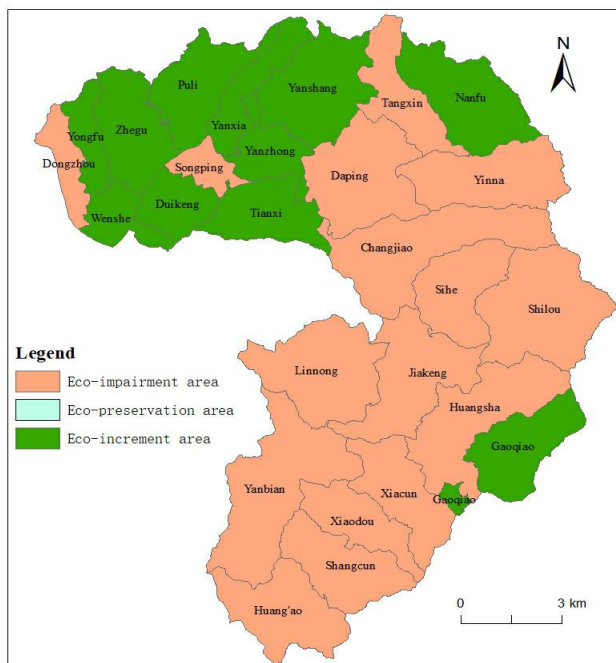 N
Puli
Yanshang
Nanfu
Tangxin
Yanxia
Zhegu
Yongfu
Yanzhong
Dongzhou
Songping
Daping
Yinna
Duikeng
Tianxi
Wenshe
Changjiao
Sihe
Shilou
Legend
Eco-impairment area
Eco-preservation area
Eco-increment area
Linnong
Jiakeng
Huangsha
Gaoqiao
Yanbian
Xiacun
Gaoqiao
Xiaodou
Shangcun
Huang'ao
0 3 km